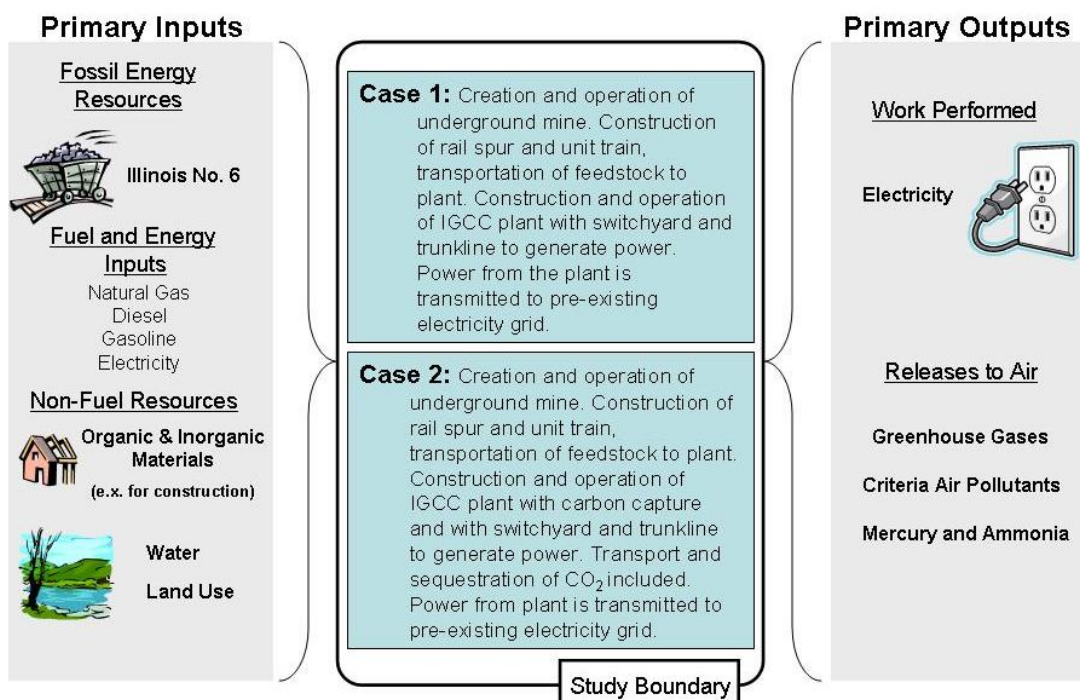 Primary Inputs
Fossil Energy
Resources
Illinois No. 6
Fuel and Energy
Inputs
Natural Gas
Diesel
Gasoline
Electricity
Non-Fuel Resources
Organic & Inorganic
Materials
(e.x. for construction)
Water
Land Use
Case 1: Creation and operation of
underground mine. Construction
of rail spur and unit train,
transportation of feedstock to
plant. Construction and operation
of IGCC plant with switchyard and
trunkline to generate power.
Power from the plant is
transmitted to pre-existing
electricity grid.
Case 2: Creation and operation of
underground mine. Construction of
rail spur and unit train,
transportation of feedstock to plant.
Construction and operation of
IGCC plant with carbon capture
and with switchyard and trunkline
to generate power. Transport and
sequestration of CO₂ included.
Power from plant is transmitted to
pre-existing electricity grid.
Study Boundary
Primary Outputs
Work Performed
Electricity
Releases to Air
Greenhouse Gases
Criteria Air Pollutants
Mercury and Ammonia